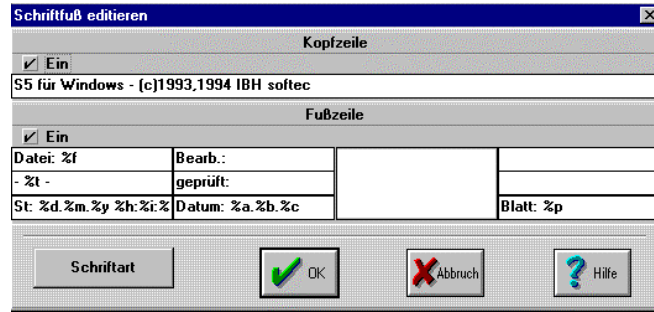 Schriftfuß editieren
Kopfzeile
Ein
S5 für Windows - (c)1993,1994 IBH softec
Fußzeile
Ein
Datei: %f Bearb.:
- %t - geprüft:
St: %d.%m.%y %h:%i:% Datum: %a.%b.%c Blatt: %p
Schriftart OK Abbruch Hilfe